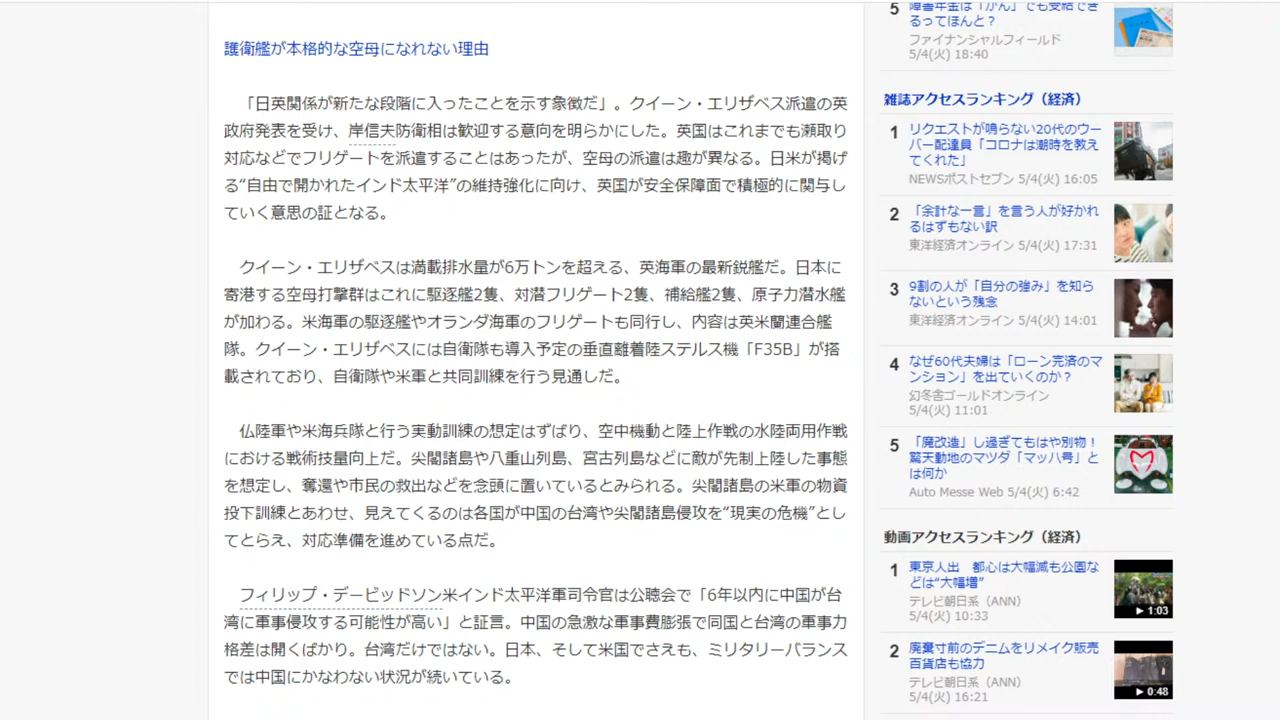 護衛艦が本格的な空母になれない理由
「日英関係が新たな段階に入ったことを示す象徴だ」。クイーン・エリザベス派遣の英
政府発表を受け、岸信夫防衛相は歓迎する意向を明らかにした。英国はこれまでも瀬取り
対応などでフリゲートを派遣することはあったが、空母の派遣は趣が異なる。日米が掲げ
る“自由で開かれたインド太平洋”の維持強化に向け、英国が安全保障面で積極的に関与し
ていく意思の証となる。
クイーン・エリザベスは満載排水量が6万トンを超える、英海軍の最新鋭艦だ。日本に
寄港する空母打撃群はこれに駆逐艦2隻、対潜フリゲート2隻、補給艦2隻、原子力潜水艦
が加わる。米海軍の駆逐艦やオランダ海軍のフリゲートも同行し、内容は英米蘭連合艦
隊。クイーン・エリザベスには自衛隊も導入予定の垂直離着陸ステルス機「F35B」が搭
載されており、自衛隊や米軍と共同訓練を行う見通しだ。
仏陸軍や米海兵隊と行う実動訓練の想定はずばり、空中機動と陸上作戦の水陸両用作戦
における戦術技量向上だ。尖閣諸島や八重山列島、宮古列島などに敵が先制上陸した事態
を想定し、奪還や市民の救出などを念頭に置いているとみられる。尖閣諸島の米軍の物資
投下訓練とあわせ、見えてくるのは各国が中国の台湾や尖閣諸島侵攻を“現実の危機”とし
てとらえ、対応準備を進めている点だ。
フィリップ・デービッドソン米インド太平洋軍司令官は公聴会で「6年以内に中国が台
湾に軍事侵攻する可能性が高い」と証言。中国の急激な軍事費膨張で同国と台湾の軍事力
格差は開くばかり。台湾だけではない。日本、そして米国でさえも、ミリタリーバランス
では中国にかなわない状況が続いている。
5
障害年金は「がん」でも受給でき
るってほんと？
ファイナンシャルフィールド
5/4(火) 18:40
雑誌アクセスランキング（経済）
1
リクエストが鳴らない20代のウー
バー配達員「コロナは潮時を教え
てくれた」
NEWSポストセブン 5/4(火) 16:05
2
「余計な一言」を言う人が好かれ
るはずもない訳
東洋経済オンライン 5/4(火) 17:31
3
9割の人が「自分の強み」を知ら
ないという残念
東洋経済オンライン 5/4(火) 14:01
4
なぜ60代夫婦は「ローン完済のマ
ンション」を出ていくのか？
幻冬舎ゴールドオンライン
5/4(火) 11:01
5
「魔改造」し過ぎてもはや別物！
驚天動地のマツダ「マッハ号」と
は何か
Auto Messe Web 5/4(火) 6:42
動画アクセスランキング（経済）
1
東京人出　都心は大幅減も公園な
どは“大幅増”
テレビ朝日系（ANN）
5/4(火) 10:33
1:03
2
廃棄寸前のデニムをリメイク販売
百貨店も協力
テレビ朝日系（ANN）
5/4(火) 16:21
0:48